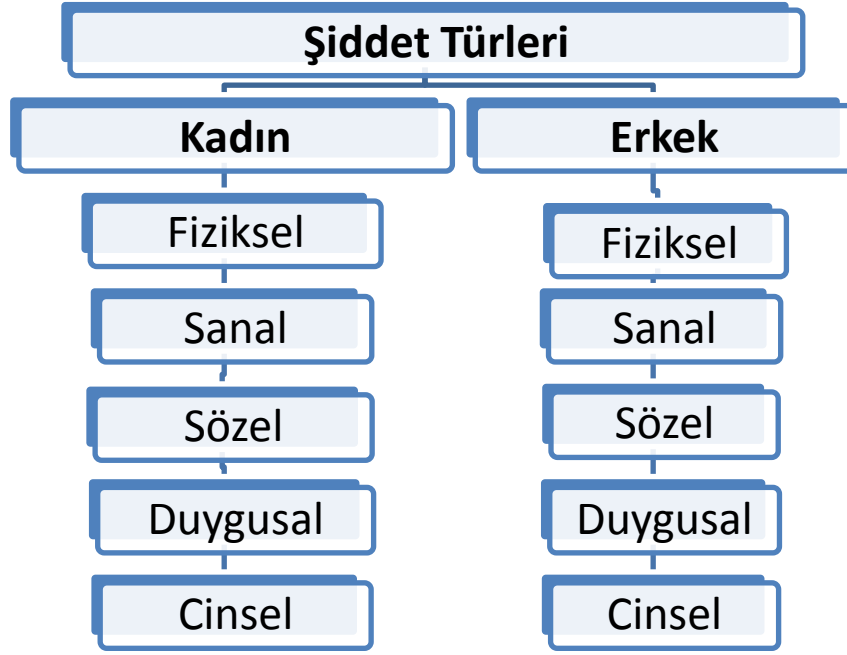 Şiddet Türleri
Kadın
Fiziksel
Sanal
Sözel
Duygusal
Cinsel
Erkek
Fiziksel
Sanal
Sözel
Duygusal
Cinsel